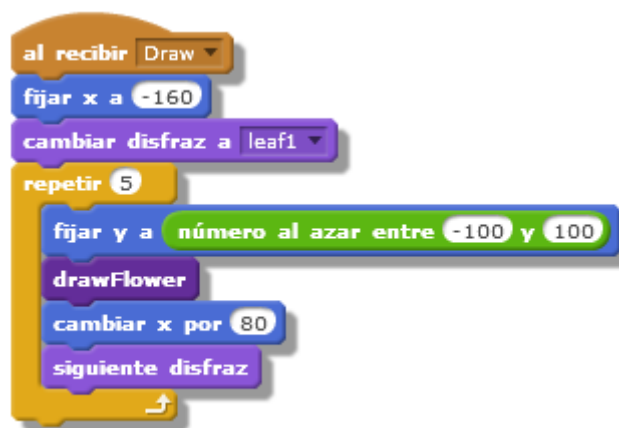 al recibir Draw
fijar x a -160
cambiar disfraz a leaf1
repetir 5
fijar y a número al azar entre -100 y 100
drawFlower
cambiar x por 80
siguiente disfraz